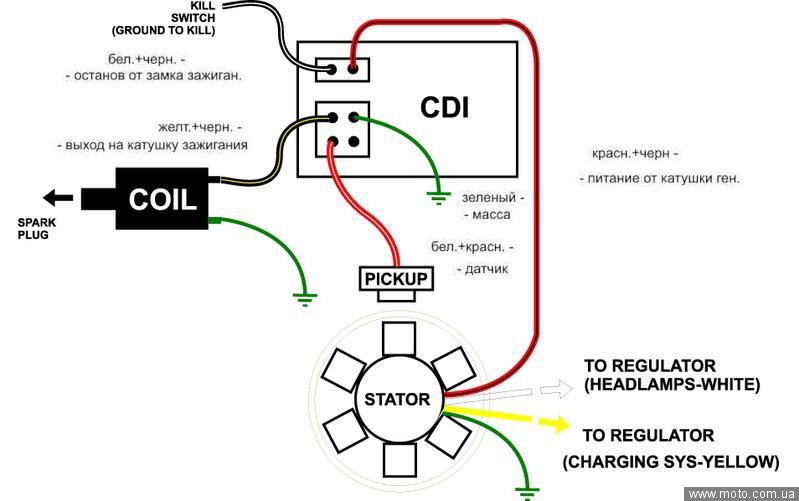 KILL
SWITCH
(GROUND TO KILL)
бел.+черн. -
- останов от замка зажиган.
CDI
желт.+черн. -
- выход на катушку зажигания
красн.+черн -
- питание от катушки ген.
COIL
SPARK
PLUG
зеленый -
- масса
бел.+красн. -
- датчик
PICKUP
STATOR
TO REGULATOR
(HEADLAMPS-WHITE)
TO REGULATOR
(CHARGING SYS-YELLOW)
www.moto.com.ua